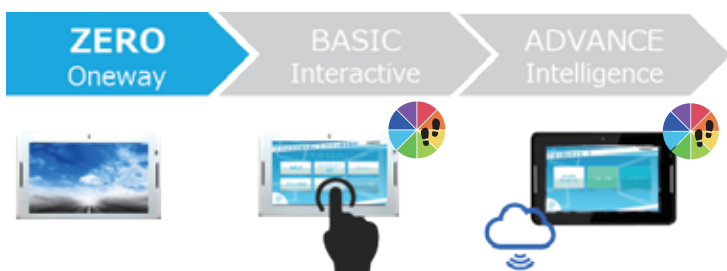 ZERO
Oneway
BASIC
Interactive
ADVANCE
Intelligence